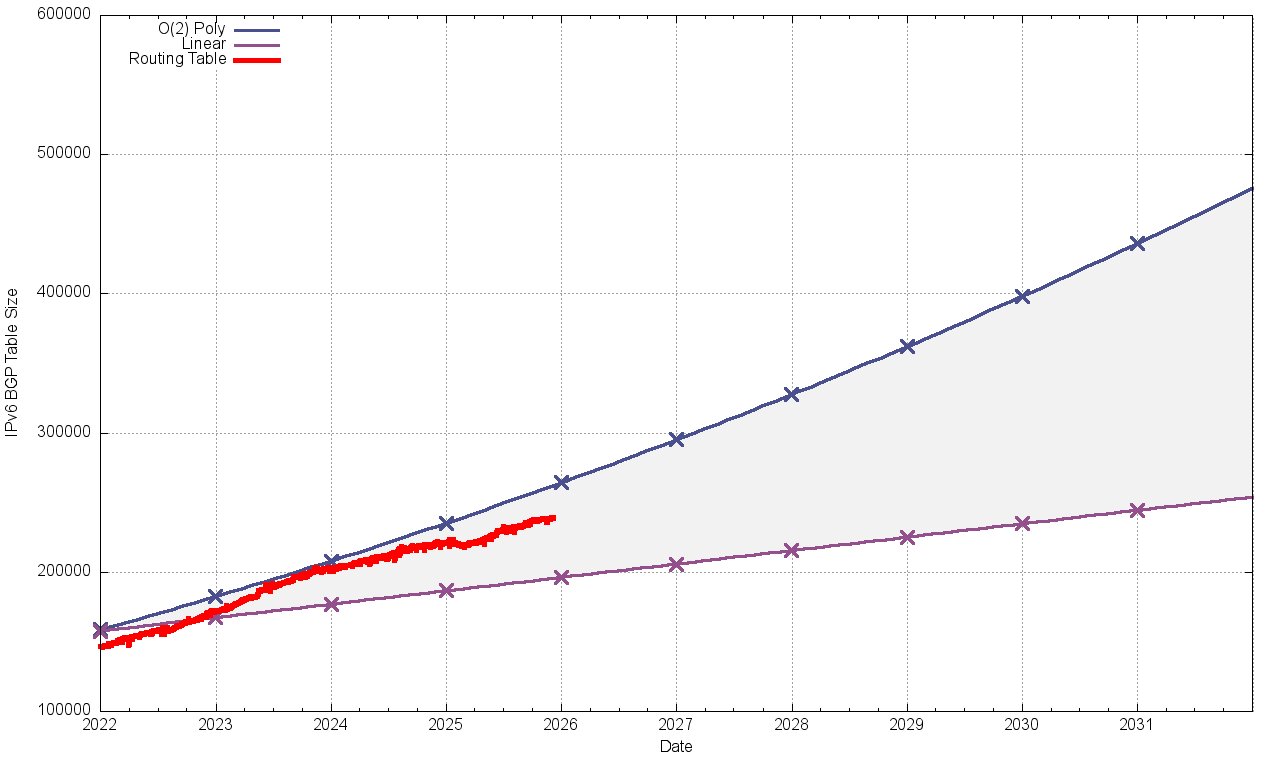 600000
O(2) Poly
Linear
Routing Table
500000
400000
IPv6 BGP Table Size
300000
200000
100000
2022 2023 2024 2025 2026 2027 2028 2029 2030 2031
Date